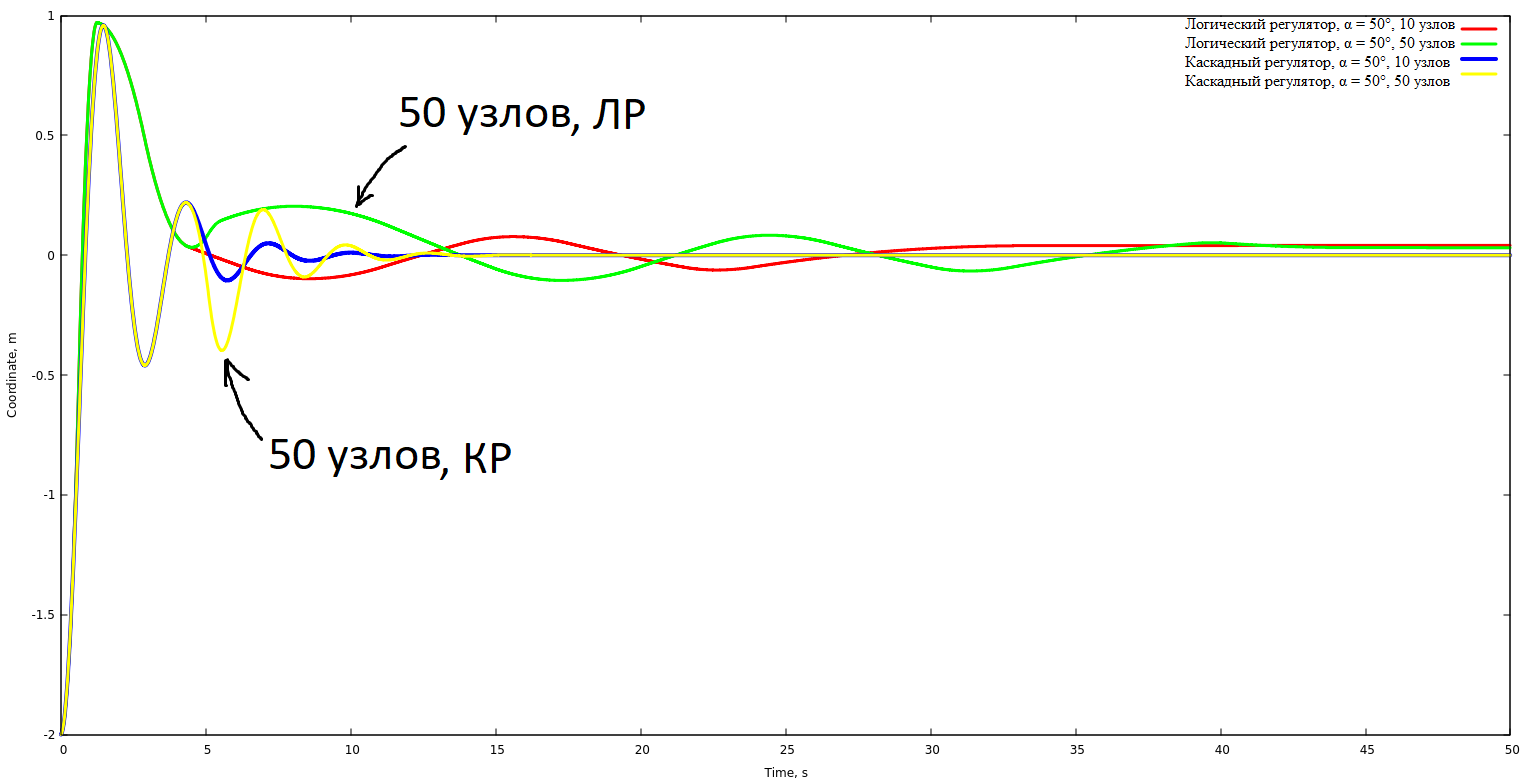 Логический регулятор, α = 50°, 10 узлов
Логический регулятор, α = 50°, 50 узлов
Каскадный регулятор, α = 50°, 10 узлов
Каскадный регулятор, α = 50°, 50 узлов
50 узлов, ЛР
50 узлов, КР
1
0.5
0
-0.5
-1
-1.5
-2
Coordinate, m
0 5 10 15 20 25 30 35 40 45 50
Time, s